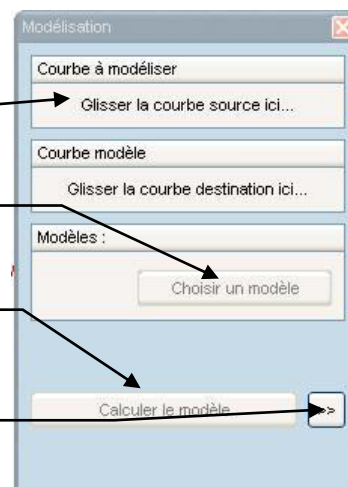 Modélisation
Courbe à modéliser
Glisser la courbe source ici...
Courbe modèle
Glisser la courbe destination ici...
Modèles :
Choisir un modèle
Calculer le modèle
>>